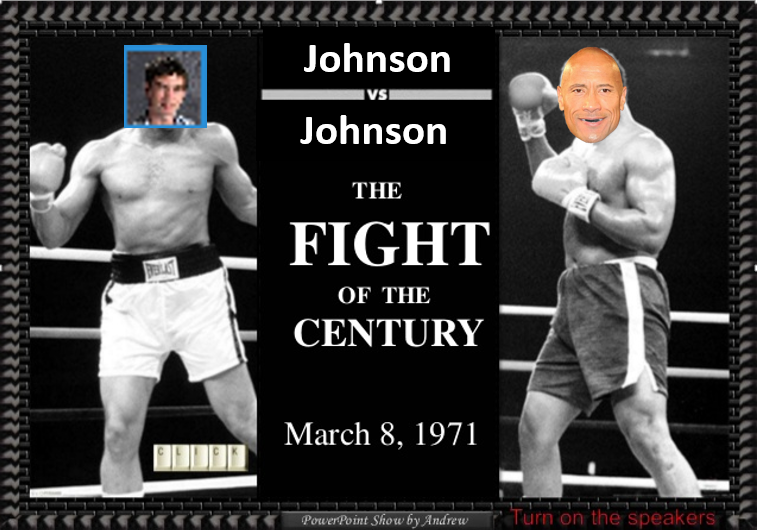 Johnson
VS
Johnson
THE
FIGHT
OF THE
CENTURY
March 8, 1971
EVERLAST
CLICK
PowerPoint Show by Andrew
Turn on the speakers